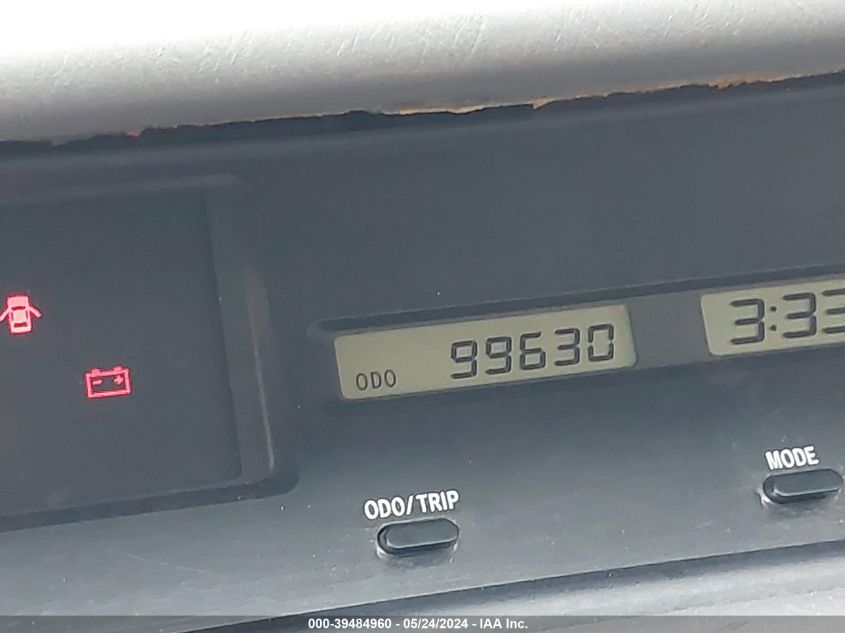 ODO 99630
3:33
ODO/TRIP
MODE
000-39484960 - 05/24/2024 - IAA Inc.